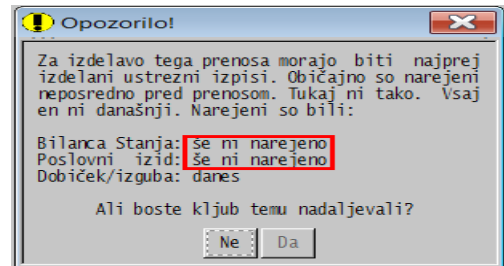 Opozorilo!
Za izdelavo tega prenosa morajo biti najprej
izdelani ustrezni izpisi. Običajno so narejeni
neposredno pred prenosom. Tukaj ni tako. Vsaj
en ni današnji. Narejeni so bili:
Bilanca Stanja: še ni narejeno
Poslovni izid: še ni narejeno
Dobiček/izguba: danes
Ali boste kljub temu nadaljevali?
Ne Da